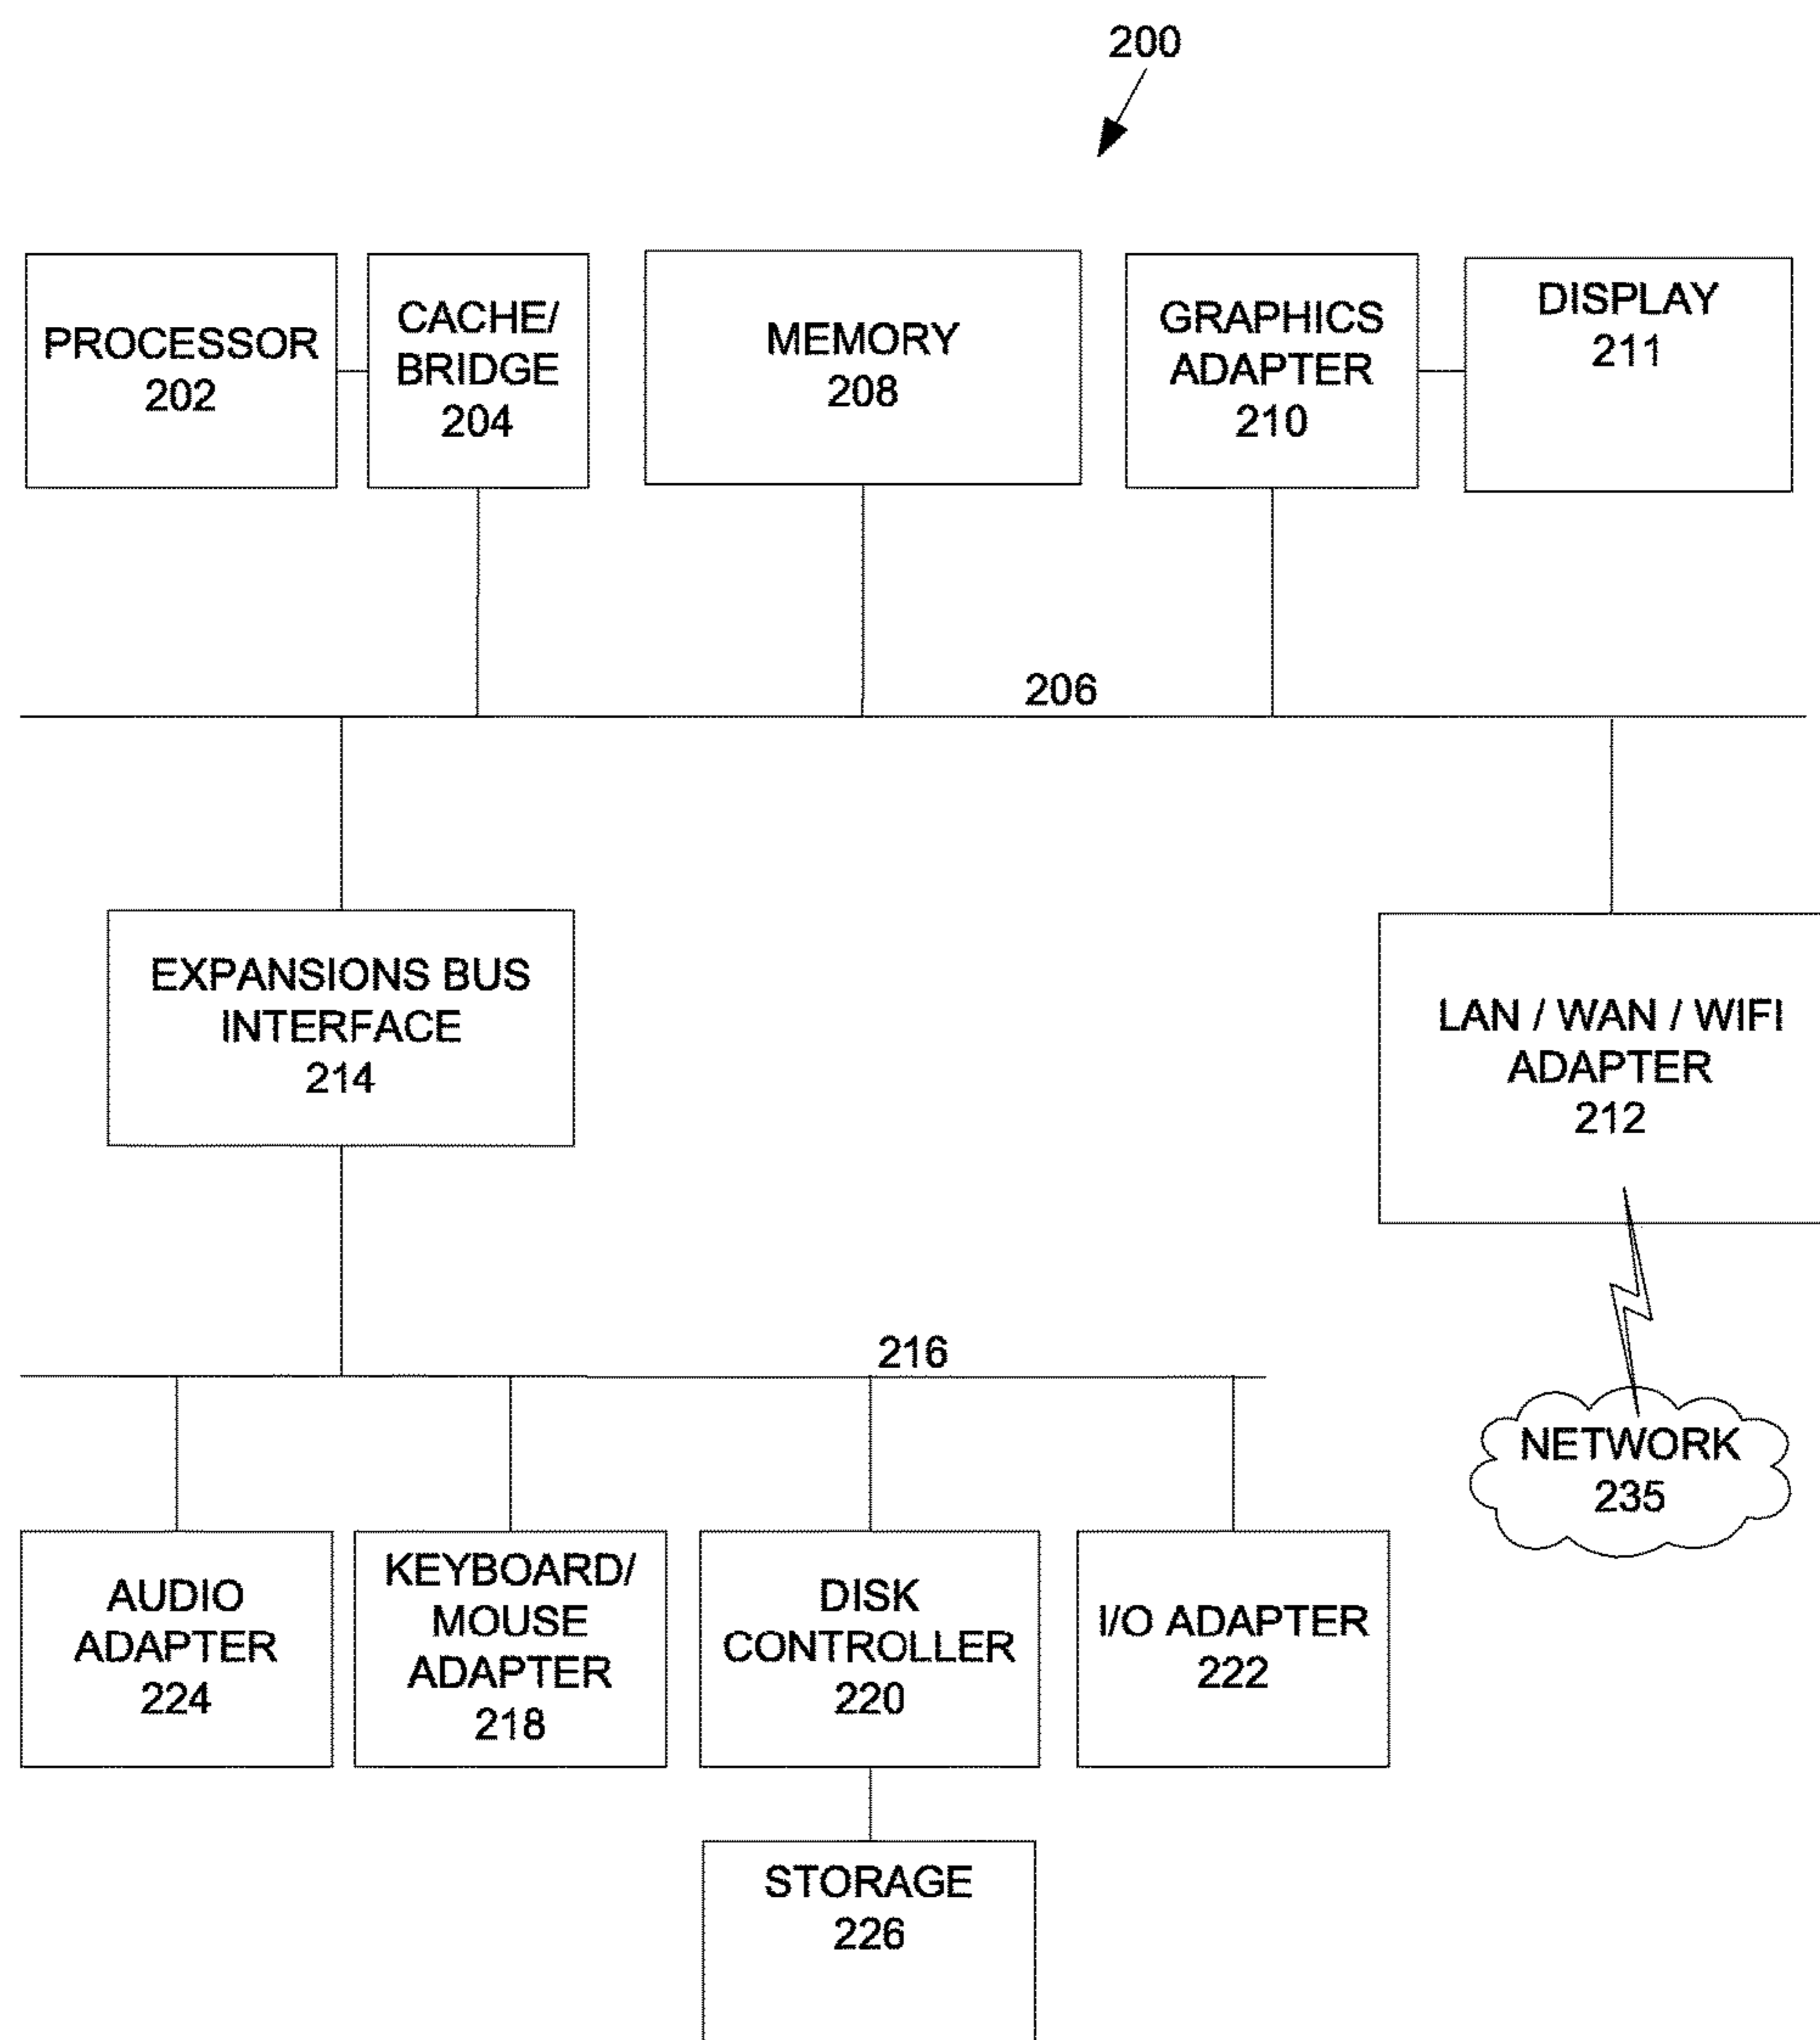 200
PROCESSOR
202
CACHE/
BRIDGE
204
MEMORY
208
GRAPHICS
ADAPTER
210
DISPLAY
211
206
EXPANSIONS BUS
INTERFACE
214
LAN / WAN / WIFI
ADAPTER
212
216
NETWORK
235
AUDIO
ADAPTER
224
KEYBOARD/
MOUSE
ADAPTER
218
DISK
CONTROLLER
220
I/O ADAPTER
222
STORAGE
226